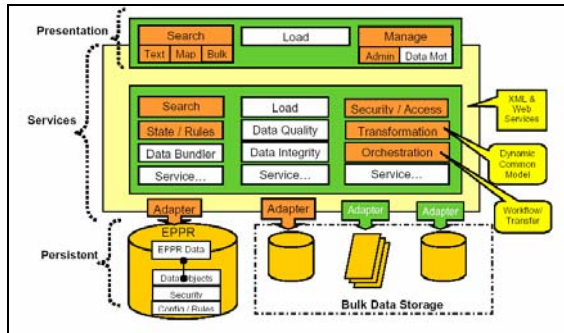 Presentation
Search
Load
Manage
Text Map Bulk
Admin Data Mgt
Services
XML &
Web
Services
Search
Load
Security / Access
State / Rules
Data Quality
Transformation
Data Bundler
Data Integrity
Orchestration
Service...
Service...
Service...
Dynamic
Common
Model
Workflow/
Transfer
Adapter
Adapter
Adapter
Adapter
Persistent
EPPR
EPPR Data
Data Objects
Security
Config / Rules
Bulk Data Storage